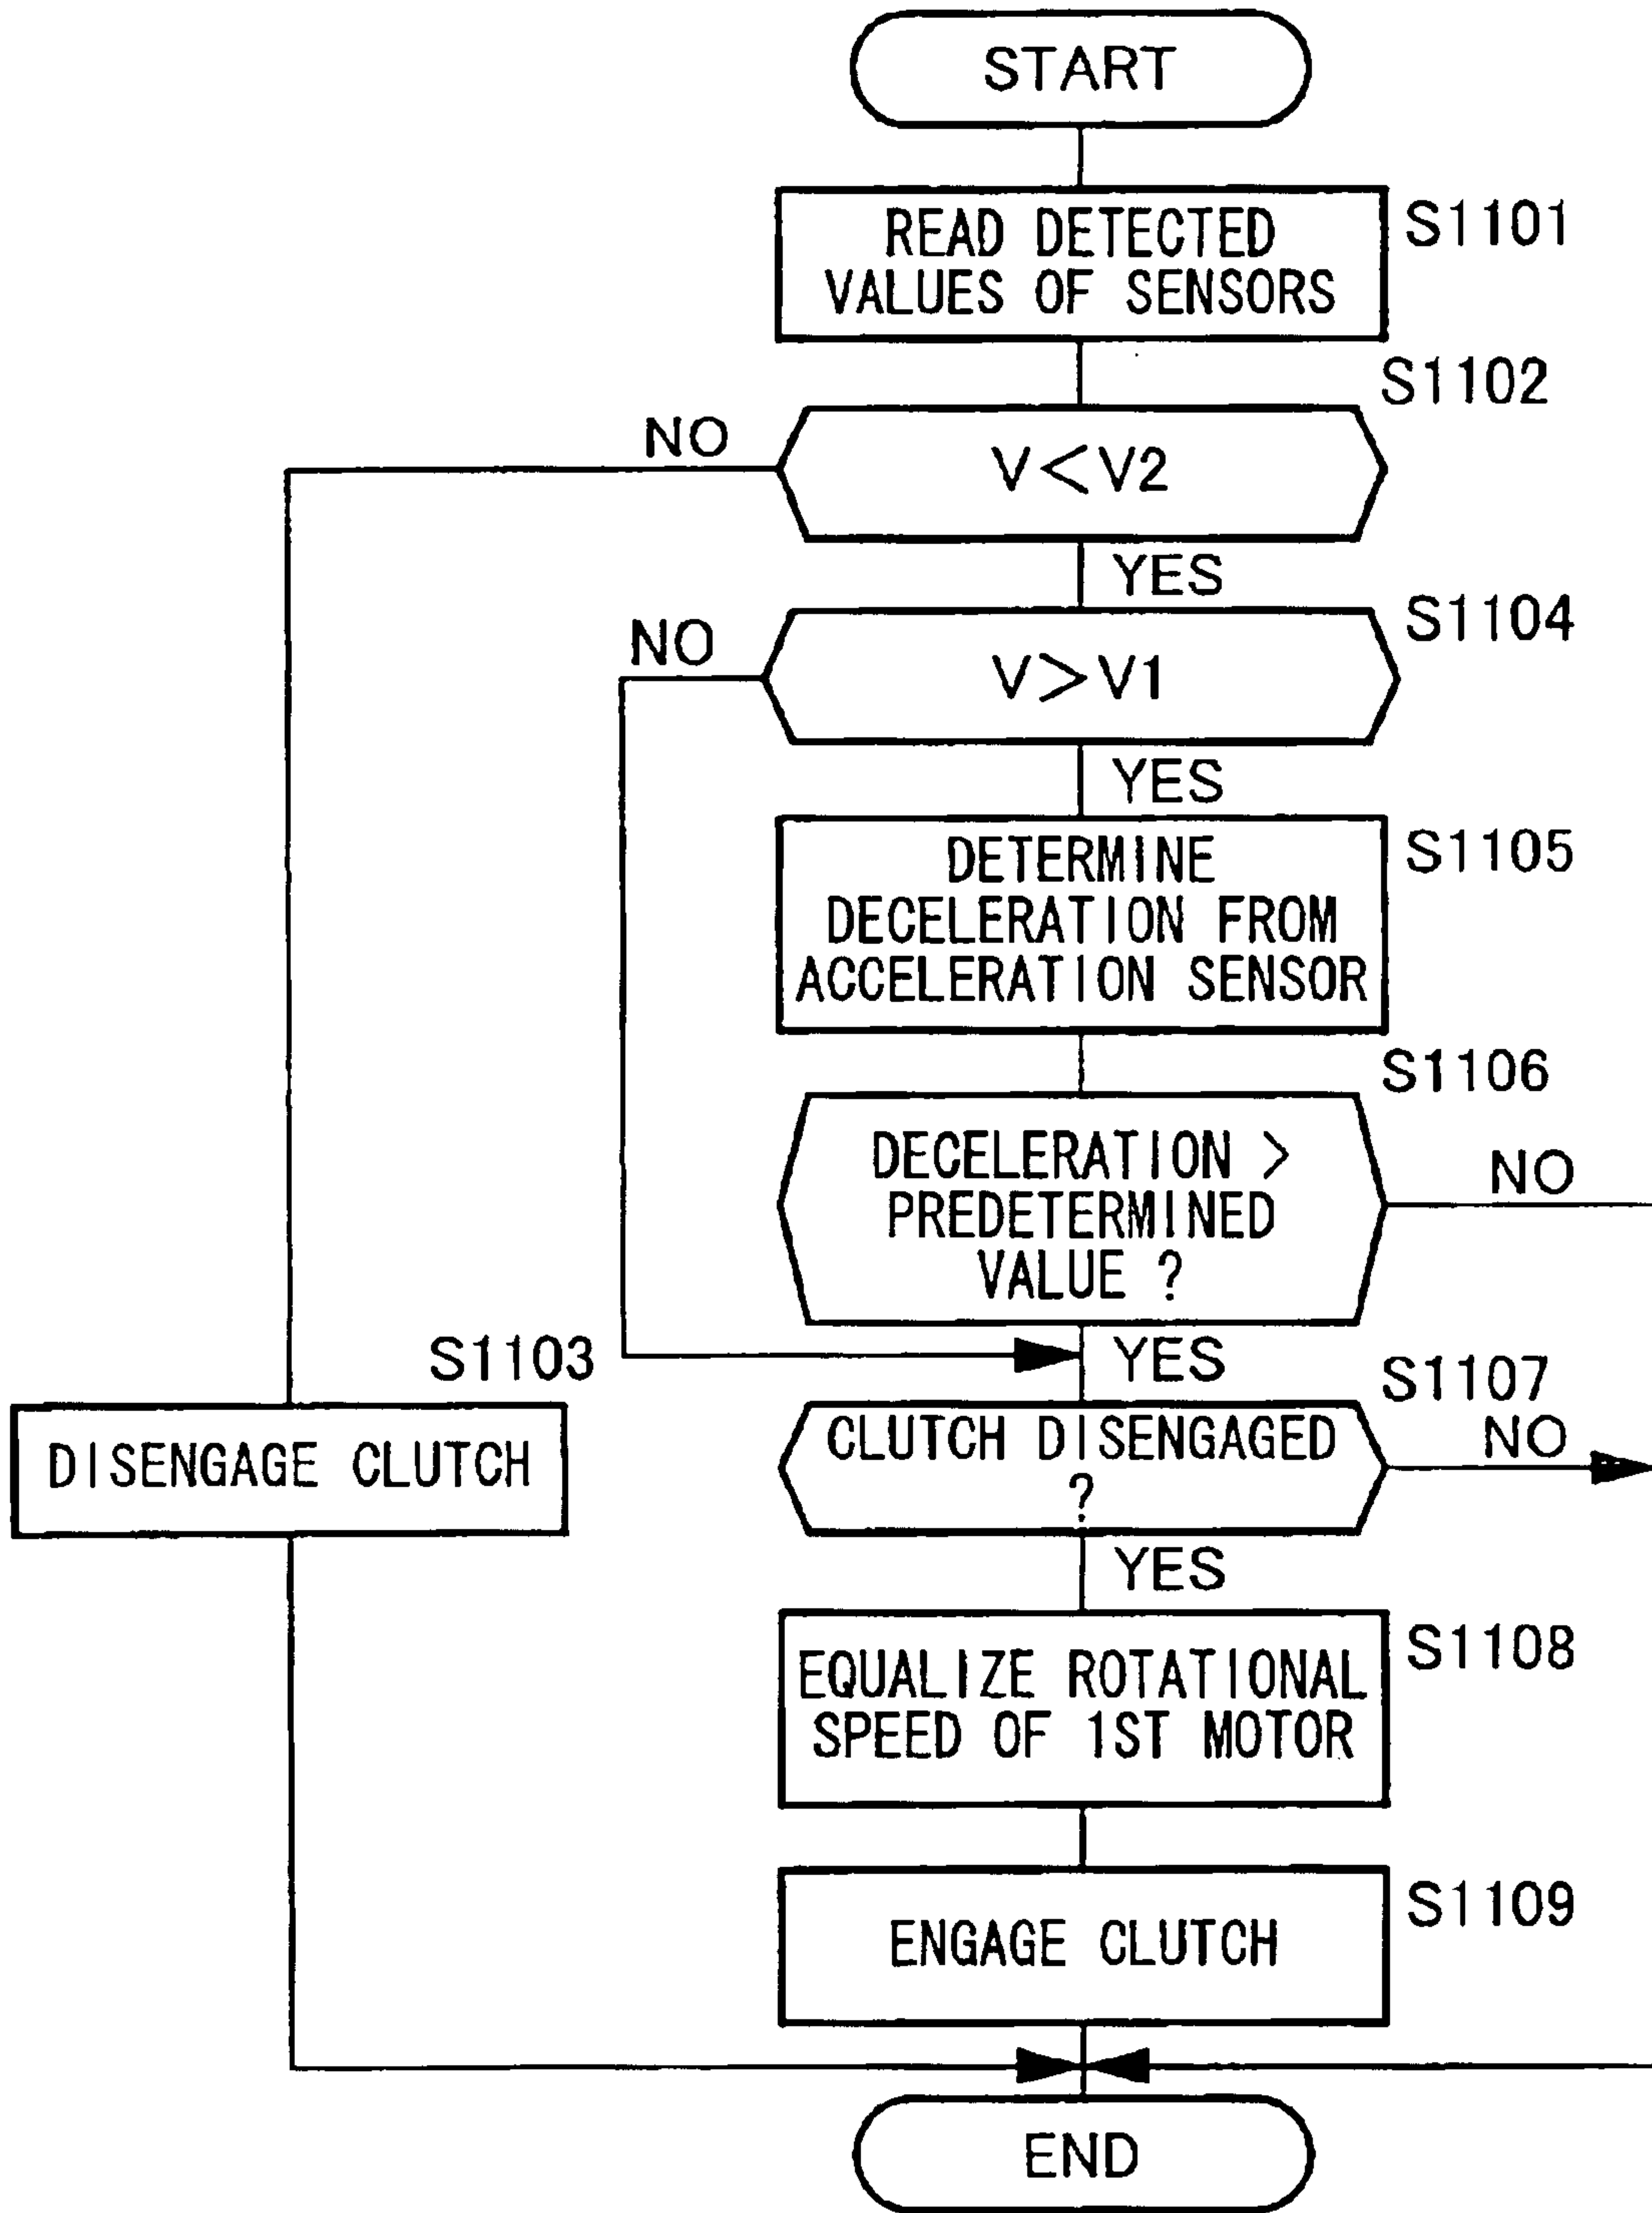 START
READ DETECTED
VALUES OF SENSORS
S1101
S1102
NO
V<V2
YES
S1104
NO
V>V1
YES
DETERMINE
DECELERATION FROM
ACCELERATION SENSOR
S1105
S1106
DECELERATION >
PREDETERMINED
VALUE ?
NO
YES
S1103
DISENGAGE CLUTCH
S1107
CLUTCH DISENGAGED
?
NO
YES
EQUALIZE ROTATIONAL
SPEED OF 1ST MOTOR
S1108
ENGAGE CLUTCH
S1109
END